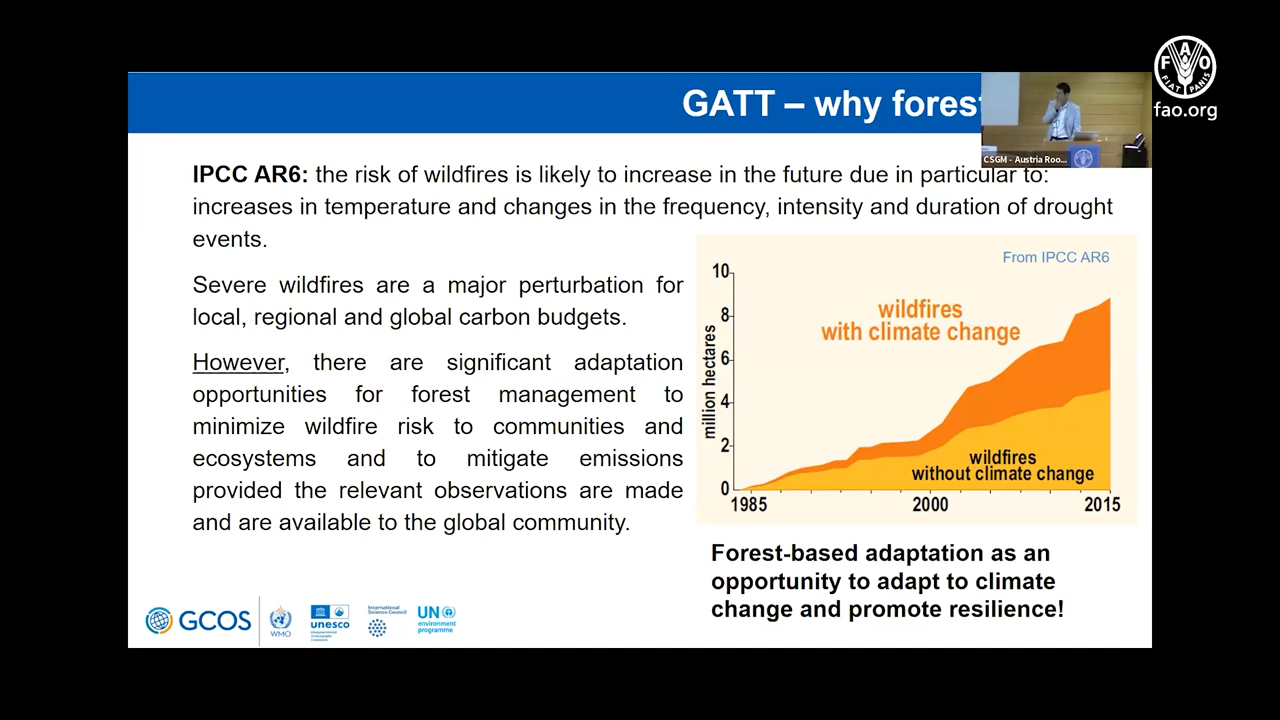 GATT – why forest
FAO
FIAT PANIS
fao.org
CSGM - Austria Roo...
IPCC AR6: the risk of wildfires is likely to increase in the future due in particular to:
increases in temperature and changes in the frequency, intensity and duration of drought
events.
Severe wildfires are a major perturbation for
local, regional and global carbon budgets.
However, there are significant adaptation
opportunities for forest management to
minimize wildfire risk to communities and
ecosystems and to mitigate emissions
provided the relevant observations are made
and are available to the global community.
From IPCC AR6
million hectares
10
8
6
4
2
0
wildfires
with climate change
wildfires
without climate change
1985
2000
2015
Forest-based adaptation as an
opportunity to adapt to climate
change and promote resilience!
GCOS
WMO
unesco
International
Science Council
UN
environment
programme